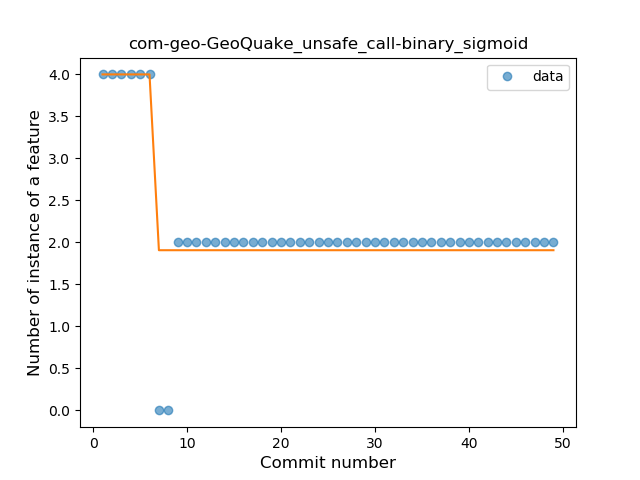 com-geo-GeoQuake_unsafe_call-binary_sigmoid
data
4.0
3.5
3.0
2.5
2.0
1.5
1.0
0.5
0.0
Number of instance of a feature
0 10 20 30 40 50
Commit number